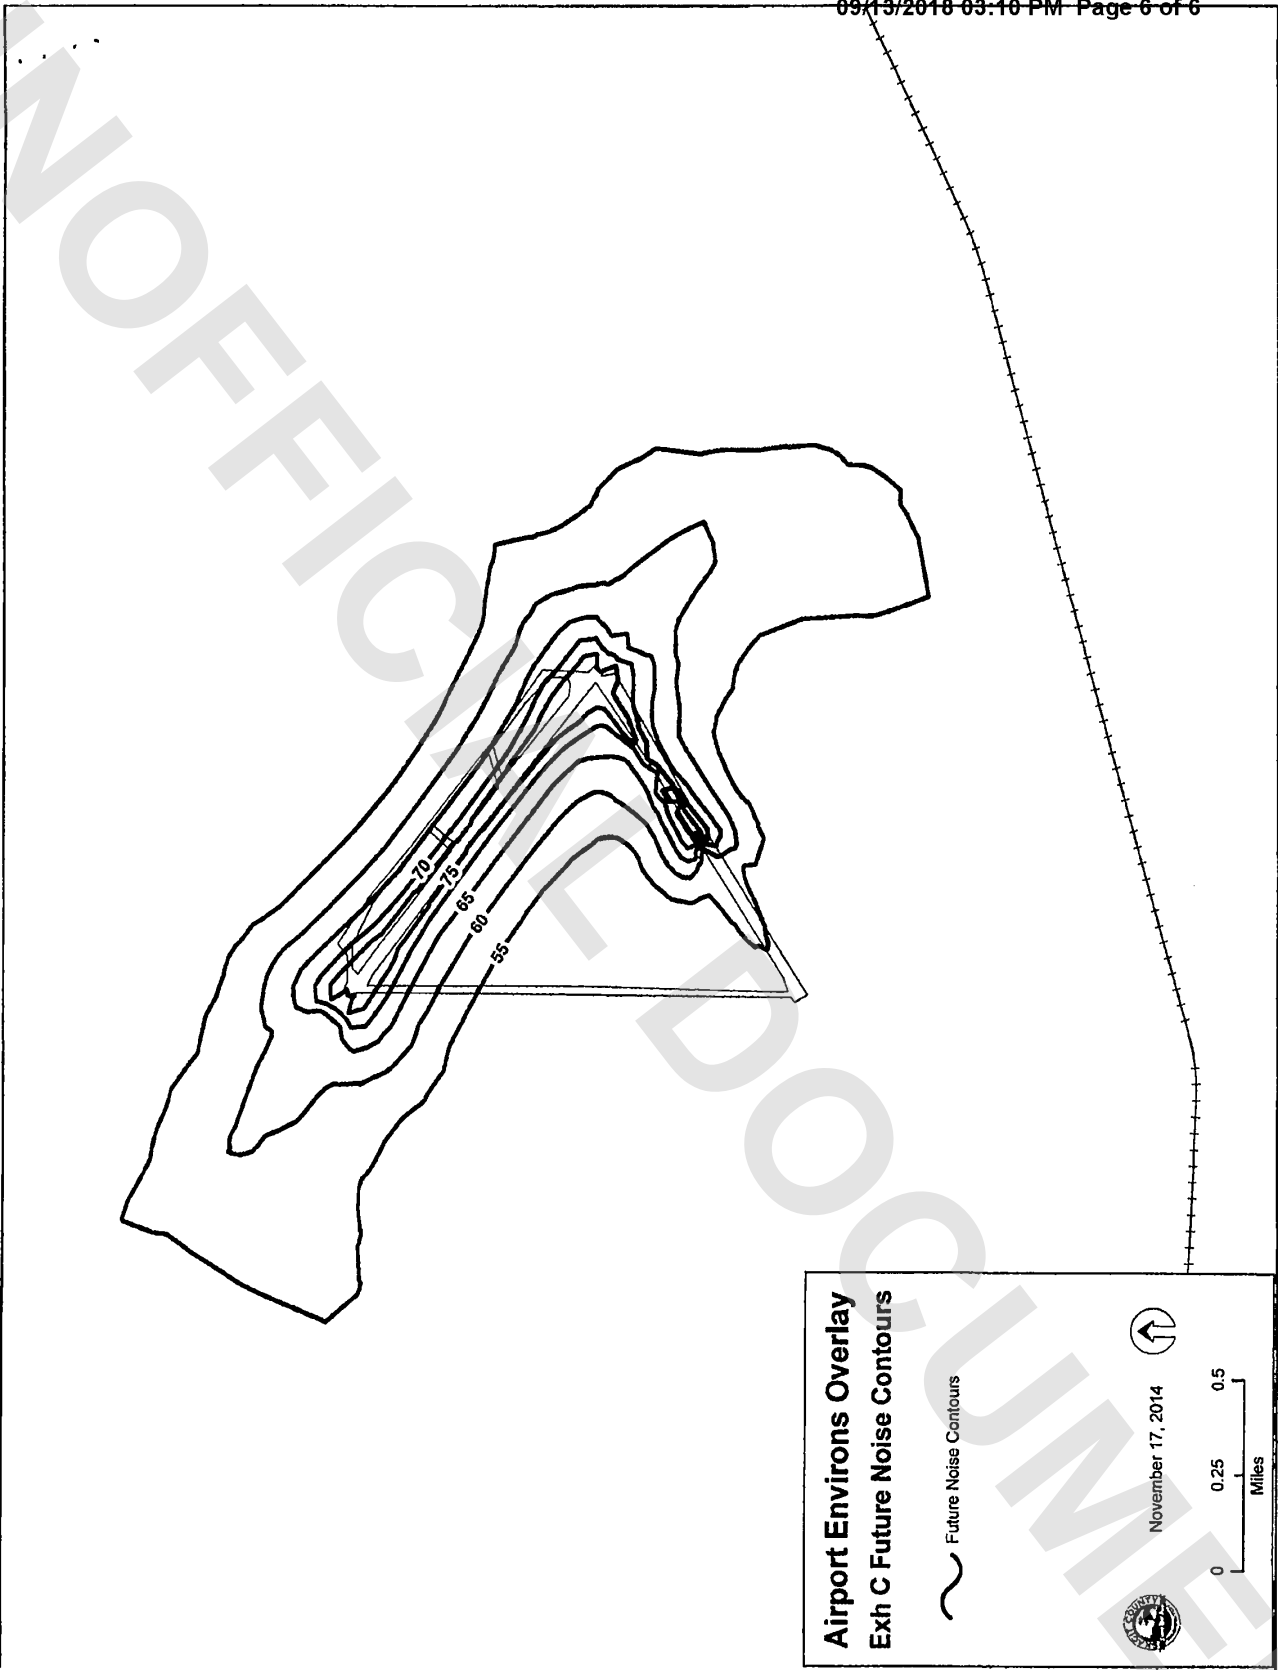 09/13/2018 03:10 PM Page 6 of 6
UNOFFICIAL DOCUMENT
70
75
65
60
55
Airport Environs Overlay
Exh C Future Noise Contours
Future Noise Contours
November 17, 2014
0 0.25 0.5
Miles
COUNTY